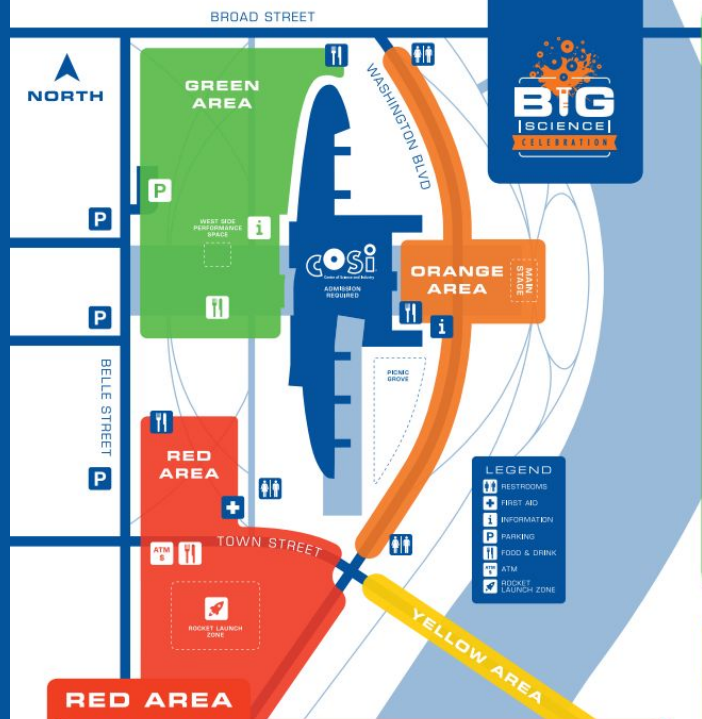 BROAD STREET
NORTH
GREEN
AREA
WASHINGTON BLVD
BIG
SCIENCE
CELEBRATION
P
P
WEST SIDE
PERFORMANCE
SPACE
i
COSI
Center of Science and Industry
ADMISSION
REQUIRED
ORANGE
AREA
MAIN
STAGE
P
i
PICNIC
GROVE
BELLE STREET
RED
AREA
P
LEGEND
RESTROOMS
FIRST AID
i INFORMATION
P PARKING
FOOD & DRINK
ATM $ ATM
ROCKET
LAUNCH ZONE
TOWN STREET
ATM
$
ROCKET LAUNCH
ZONE
YELLOW AREA
RED AREA